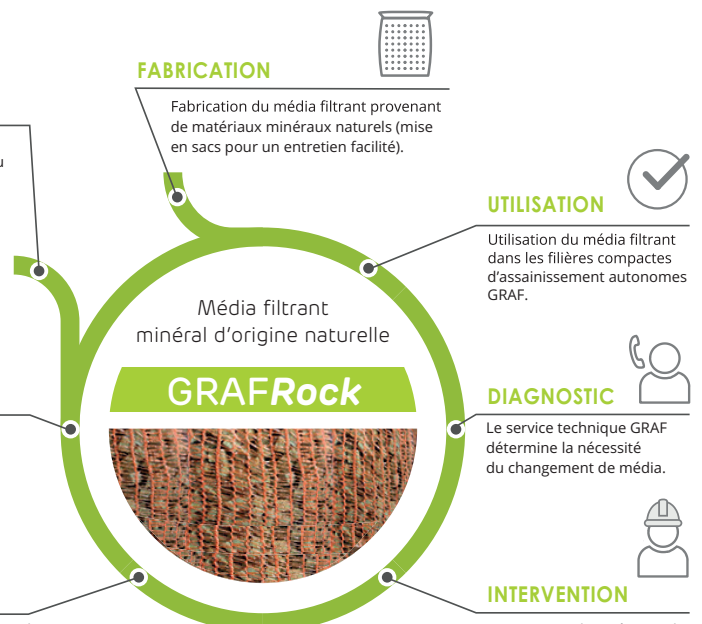 FABRICATION
Fabrication du média filtrant provenant
de matériaux minéraux naturels (mise
en sacs pour un entretien facilité).
UTILISATION
Utilisation du média filtrant
dans les filières compactes
d'assainissement autonomes
GRAF.
Média filtrant
minéral d'origine naturelle
GRAFRock
DIAGNOSTIC
Le service technique GRAF
détermine la nécessité
du changement de média.
INTERVENTION